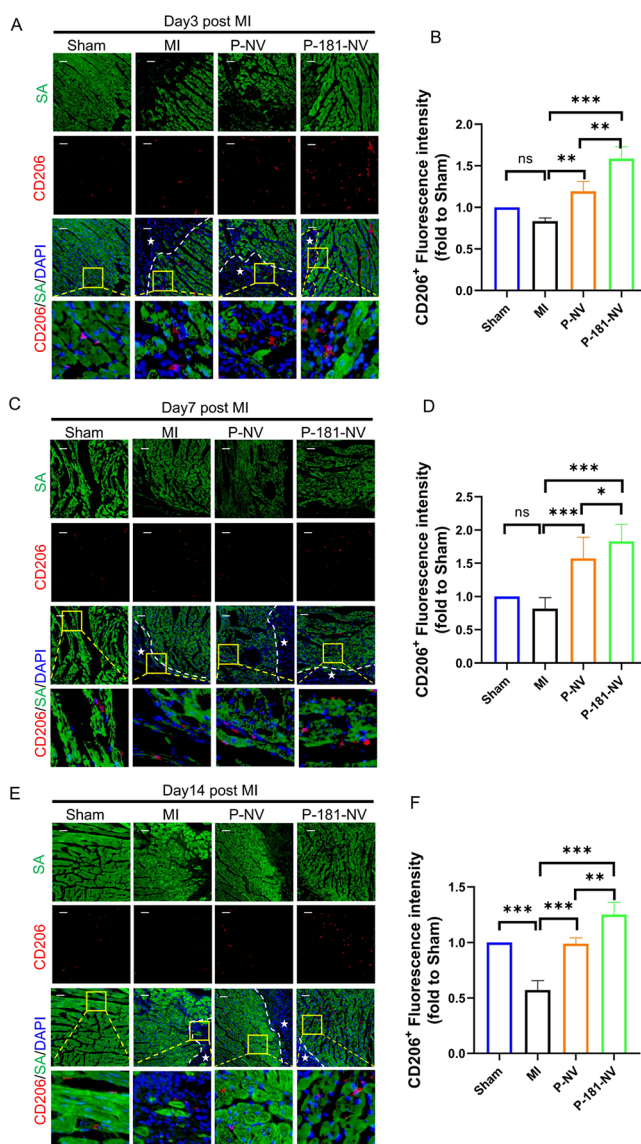 A
Day3 post MI
Sham MI P-NV P-181-NV
SA
CD206
CD206/SA/DAPI
B
CD206+ Fluorescence intensity
(fold to Sham)
2.0
1.5
1.0
0.5
0.0
ns
**
**
***
Sham MI P-NV P-181-NV
C
Day7 post MI
Sham MI P-NV P-181-NV
SA
CD206
CD206/SA/DAPI
D
CD206⁺ Fluorescence intensity
(fold to Sham)
2.5
2.0
1.5
1.0
0.5
0.0
ns
***
*
***
Sham MI P-NV P-181-NV
E
Day14 post MI
Sham MI P-NV P-181-NV
SA
CD206
CD206/SA/DAPI
F
CD206⁺ Fluorescence intensity
(fold to Sham)
1.5
1.0
0.5
0.0
***
***
**
***
Sham MI P-NV P-181-NV